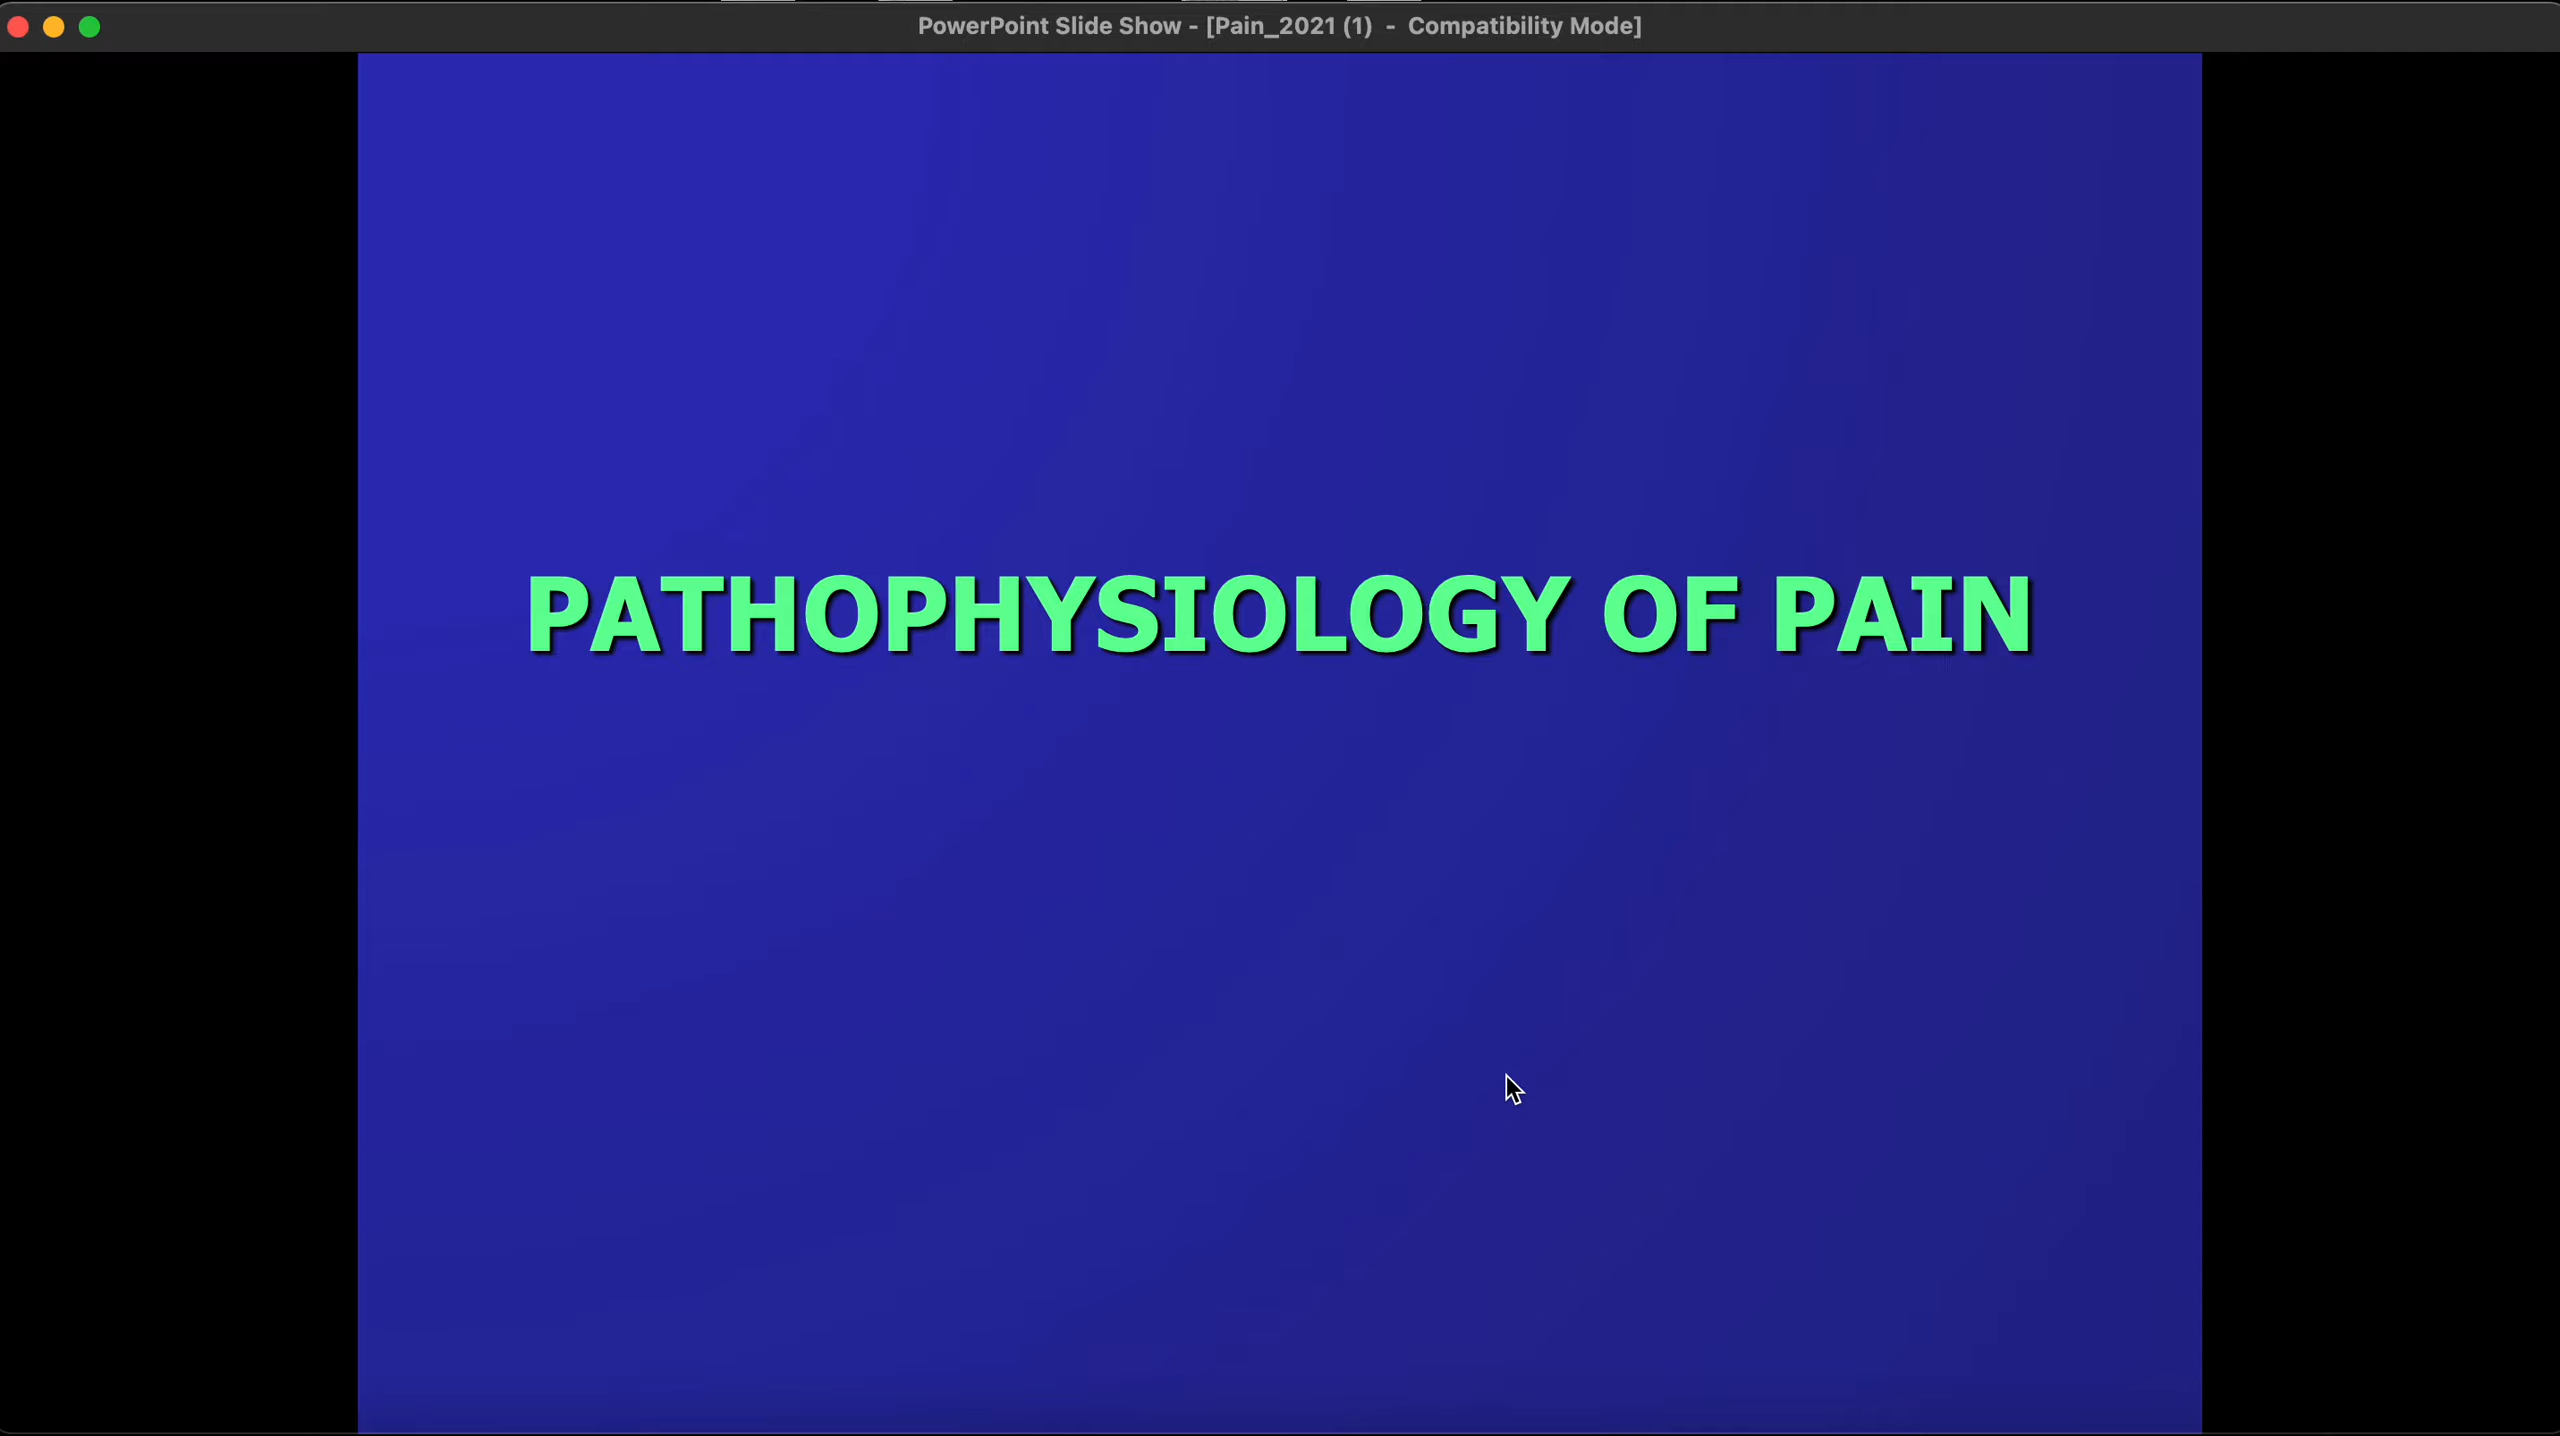 PowerPoint Slide Show - [Pain_2021 (1)  -  Compatibility Mode]
PATHOPHYSIOLOGY OF PAIN